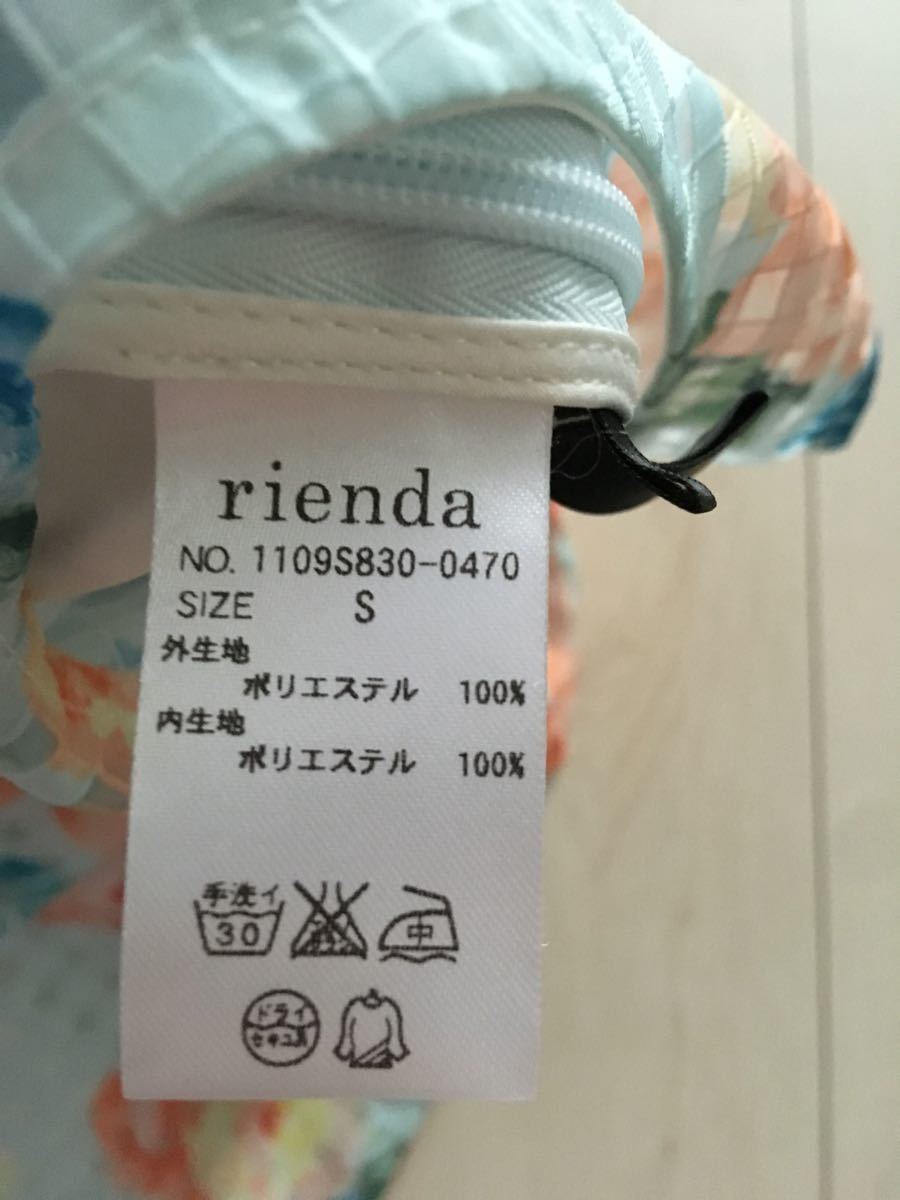 rienda
NO. 1109S830-0470
SIZE S
外生地
ポリエステル 100%
内生地
ポリエステル 100%
手洗イ
30
中
ドライ
セキユ系